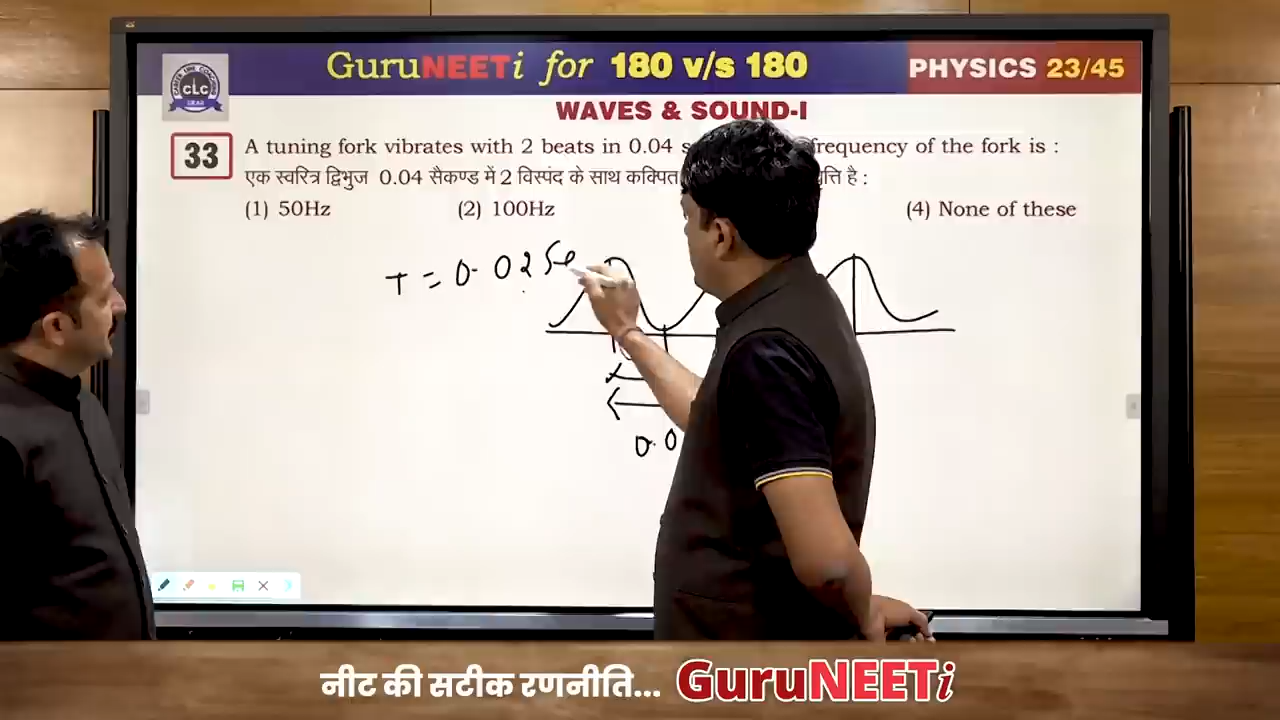 GuruNEETi for 180 v/s 180
PHYSICS 23/45
CLC
WAVES & SOUND-I
33
A tuning fork vibrates with 2 beats in 0.04 s frequency of the fork is :
एक स्वरित्र द्विभुज 0.04 सैकण्ड में 2 विस्पंद के साथ कम्पित त्ति है :
(1) 50Hz (2) 100Hz (4) None of these
T = 0.02 Se
0.0
नीट की सटीक रणनीति... GuruNEETi